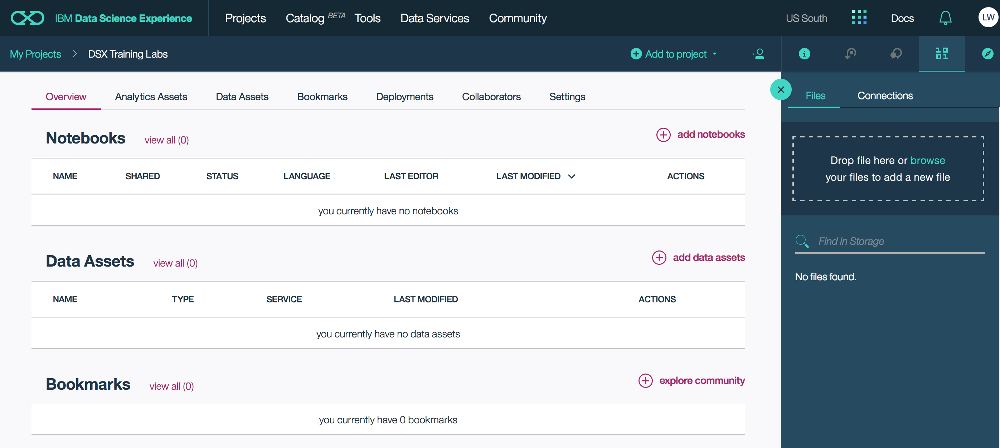 IBM Data Science Experience
Projects
Catalog BETA
Tools
Data Services
Community
US South
Docs
LW
My Projects > DSX Training Labs
Add to project
Overview
Analytics Assets
Data Assets
Bookmarks
Deployments
Collaborators
Settings
Notebooks
view all (0)
add notebooks
NAME
SHARED
STATUS
LANGUAGE
LAST EDITOR
LAST MODIFIED
ACTIONS
you currently have no notebooks
Data Assets
view all (0)
add data assets
NAME
TYPE
SERVICE
LAST MODIFIED
ACTIONS
you currently have no data assets
Bookmarks
view all (0)
explore community
you currently have 0 bookmarks
Files
Connections
Drop file here or browse
your files to add a new file
Find in Storage
No files found.